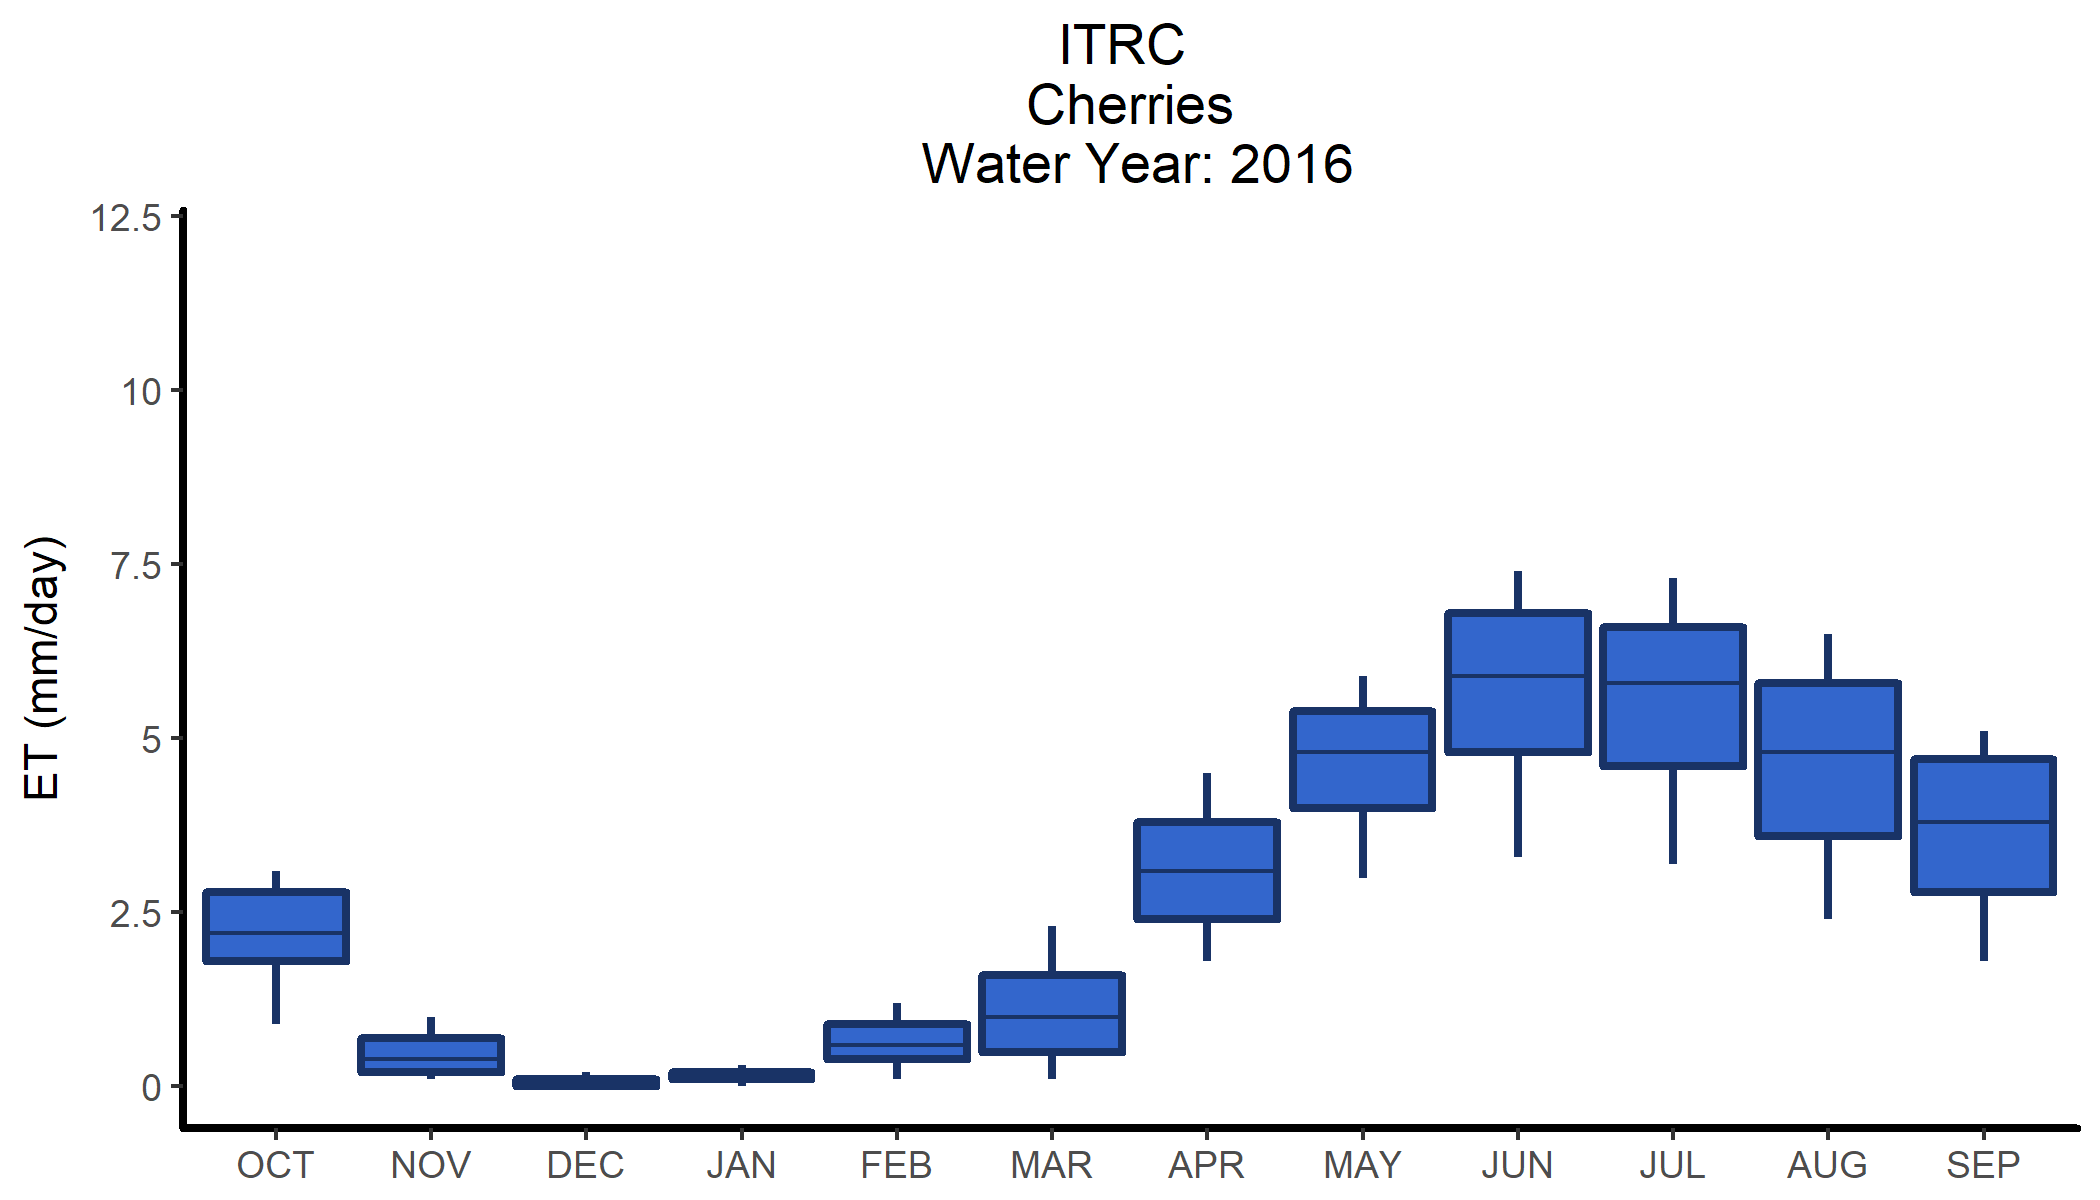 ITRC
Cherries
Water Year: 2016
ET (mm/day)
12.5
10
7.5
5
2.5
0
OCT NOV DEC JAN FEB MAR APR MAY JUN JUL AUG SEP